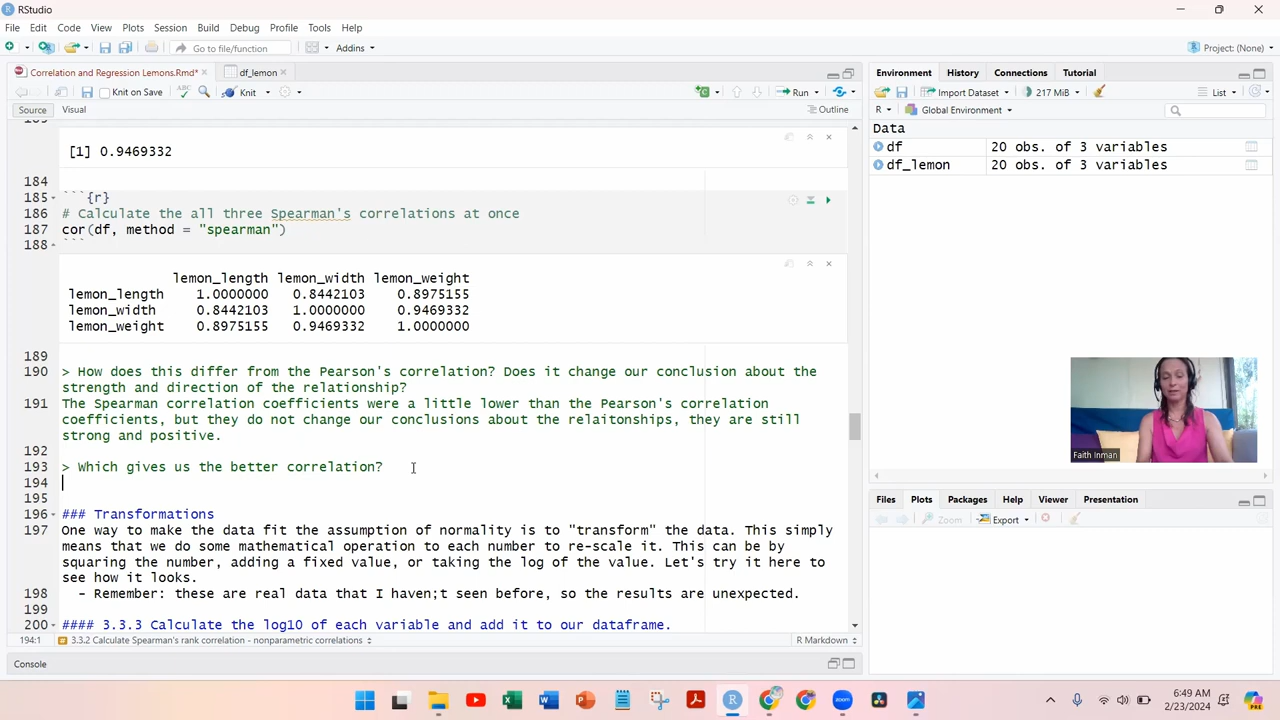 RStudio
File Edit Code View Plots Session Build Debug Profile Tools Help
Go to file/function Addins Project: (None)
Correlation and Regression Lemons.Rmd* df_lemon
Knit on Save ABC Knit Run
Source Visual Outline
[1] 0.9469332
184
185 ```{r}
186 # Calculate the all three Spearman's correlations at once
187 cor(df, method = "spearman")
188 ```
lemon_length lemon_width lemon_weight
lemon_length 1.0000000 0.8442103 0.8975155
lemon_width 0.8442103 1.0000000 0.9469332
lemon_weight 0.8975155 0.9469332 1.0000000
189
190 > How does this differ from the Pearson's correlation? Does it change our conclusion about the
strength and direction of the relationship?
191 The Spearman correlation coefficients were a little lower than the Pearson's correlation
coefficients, but they do not change our conclusions about the relaitonships, they are still
strong and positive.
192
193 > Which gives us the better correlation?
194
195
196 ### Transformations
197 One way to make the data fit the assumption of normality is to "transform" the data. This simply
means that we do some mathematical operation to each number to re-scale it. This can be by
squaring the number, adding a fixed value, or taking the log of the value. Let's try it here to
see how it looks.
198 - Remember: these are real data that I haven;t seen before, so the results are unexpected.
199
200 #### 3.3.3 Calculate the log10 of each variable and add it to our dataframe.
194:1 3.3.2 Calculate Spearman's rank correlation - nonparametric correlations R Markdown
Console
Environment History Connections Tutorial
Import Dataset 217 MiB List
R Global Environment
Data
df 20 obs. of 3 variables
df_lemon 20 obs. of 3 variables
Faith Inman
Files Plots Packages Help Viewer Presentation
Zoom Export
6:49 AM
2/23/2024
PRE